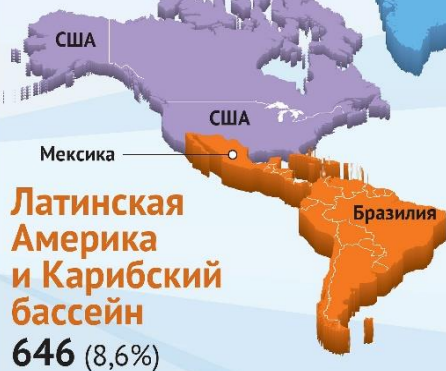 США
США
Мексика
Бразилия
Латинская
Америка
и Карибский
бассейн
646 (8,6%)